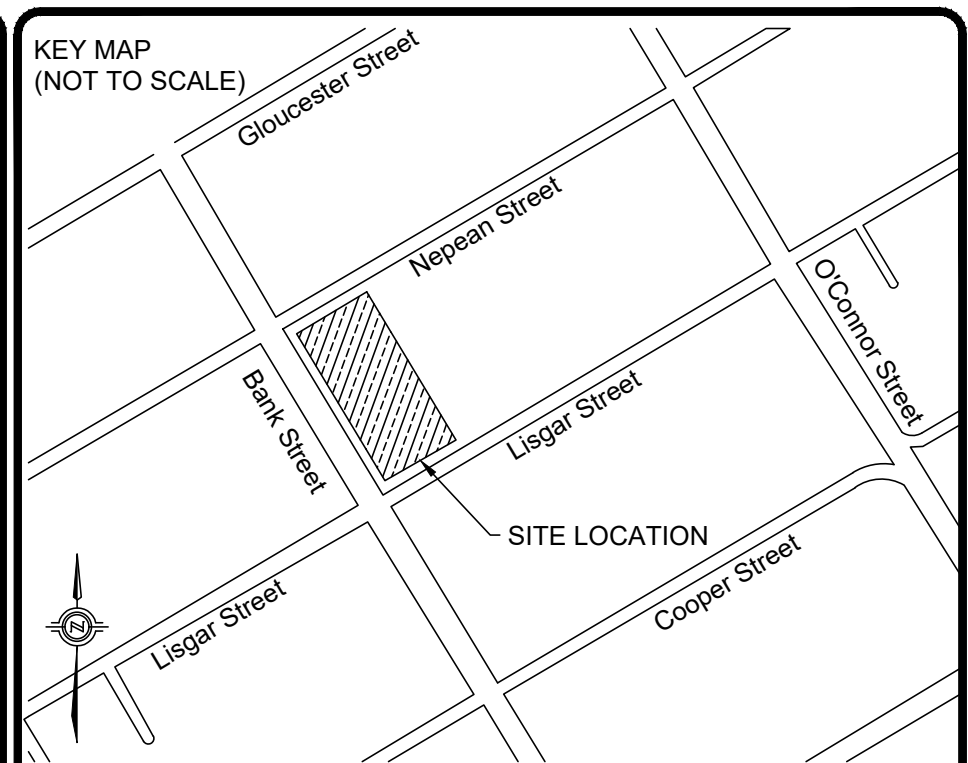 KEY MAP
(NOT TO SCALE)
Gloucester Street
Nepean Street
O'Connor Street
Bank Street
Lisgar Street
SITE LOCATION
Cooper Street
Lisgar Street
N